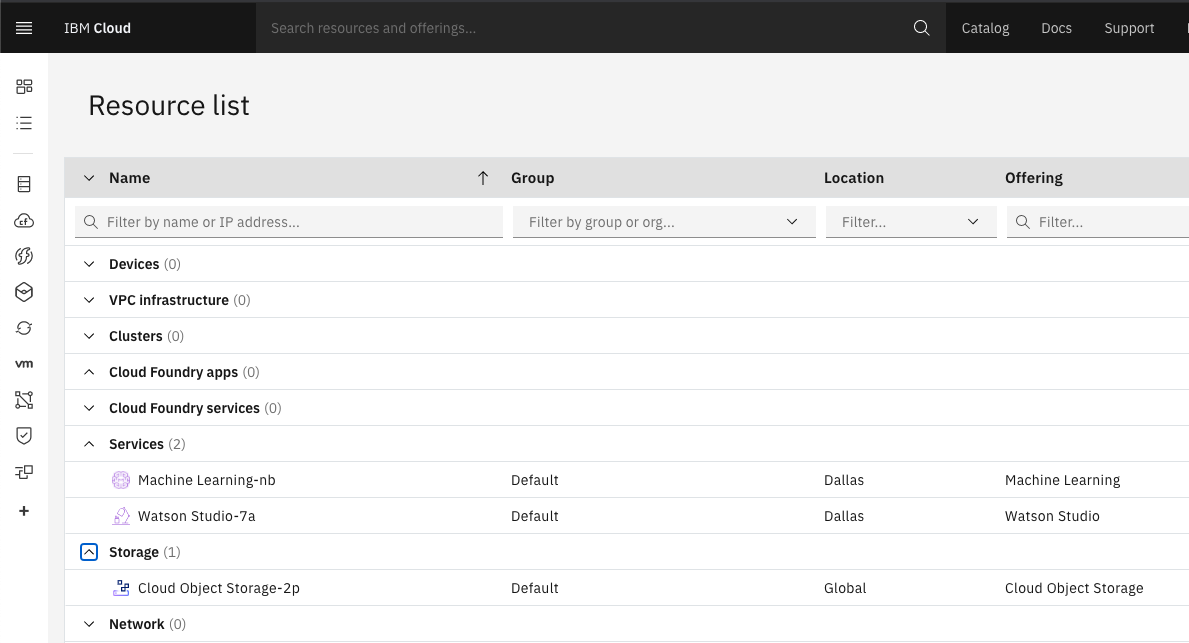 IBM Cloud Search resources and offerings... Catalog Docs Support
Resource list
Name Group Location Offering
Filter by name or IP address... Filter by group or org... Filter... Filter...
Devices (0)
VPC infrastructure (0)
Clusters (0)
Cloud Foundry apps (0)
Cloud Foundry services (0)
Services (2)
Machine Learning-nb Default Dallas Machine Learning
Watson Studio-7a Default Dallas Watson Studio
Storage (1)
Cloud Object Storage-2p Default Global Cloud Object Storage
Network (0)
cf
vm